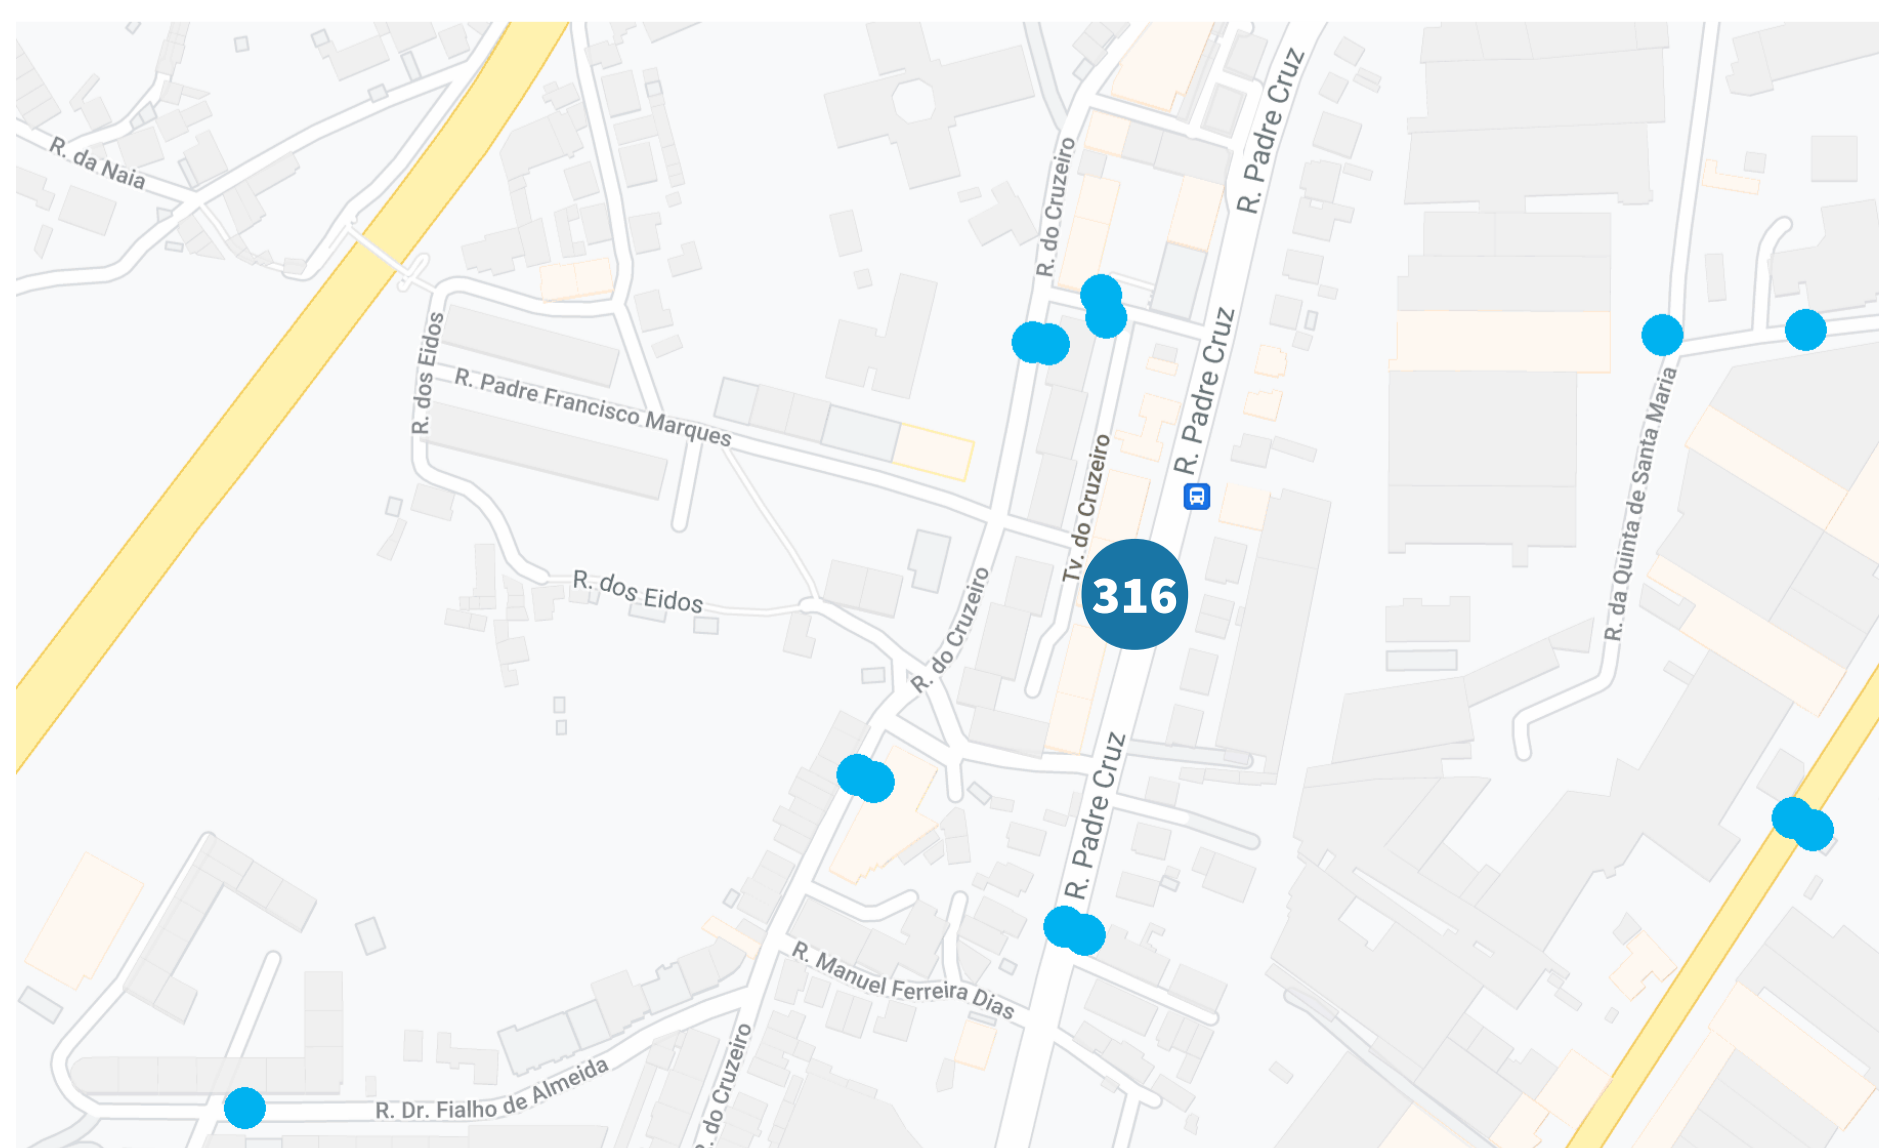 R. da Naia
R. Padre Cruz
R. do Cruzeiro
R. dos Eidos
R. Padre Francisco Marques
R. Padre Cruz
R. da Quinta de Santa Maria
Tv. do Cruzeiro
316
R. dos Eidos
R. do Cruzeiro
R. Padre Cruz
R. Manuel Ferreira Dias
R. Dr. Fialho de Almeida
. do Cruzeiro